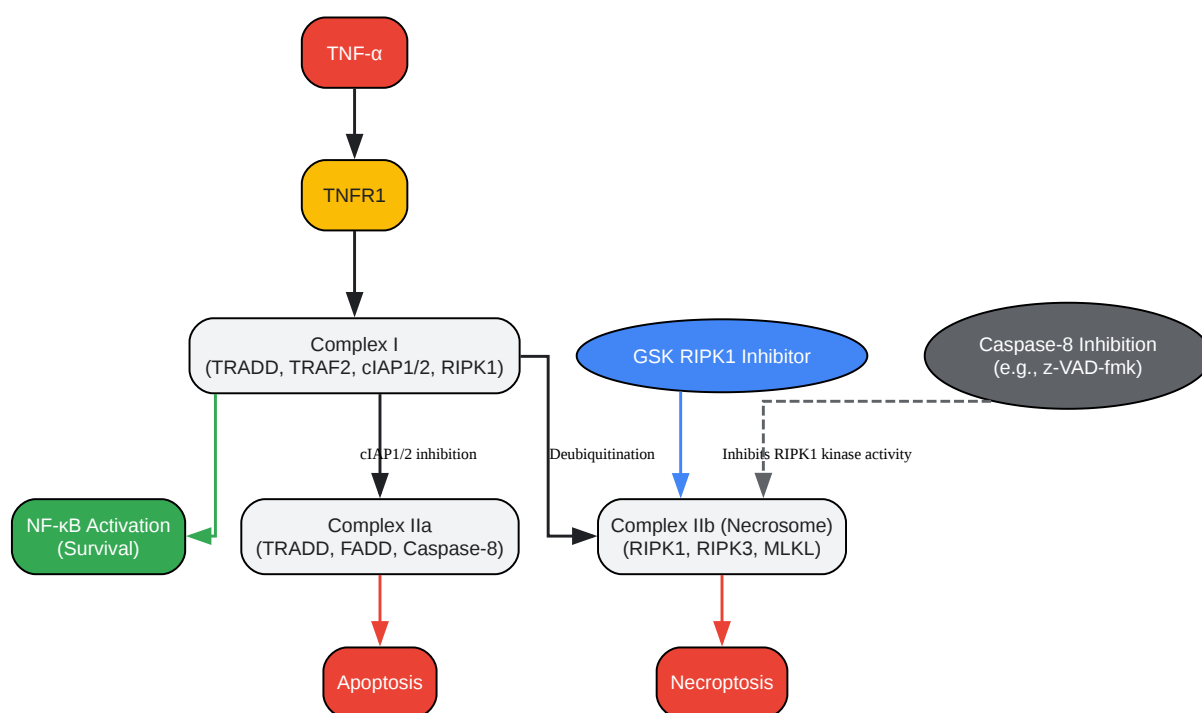 TNF-α
TNFR1
Complex I
(TRADD, TRAF2, cIAP1/2, RIPK1)
GSK RIPK1 Inhibitor
Caspase-8 Inhibition
(e.g., z-VAD-fmk)
cIAP1/2 inhibition
Deubiquitination
Inhibits RIPK1 kinase activity
NF-κB Activation
(Survival)
Complex IIa
(TRADD, FADD, Caspase-8)
Complex IIb (Necrosome)
(RIPK1, RIPK3, MLKL)
Apoptosis
Necroptosis